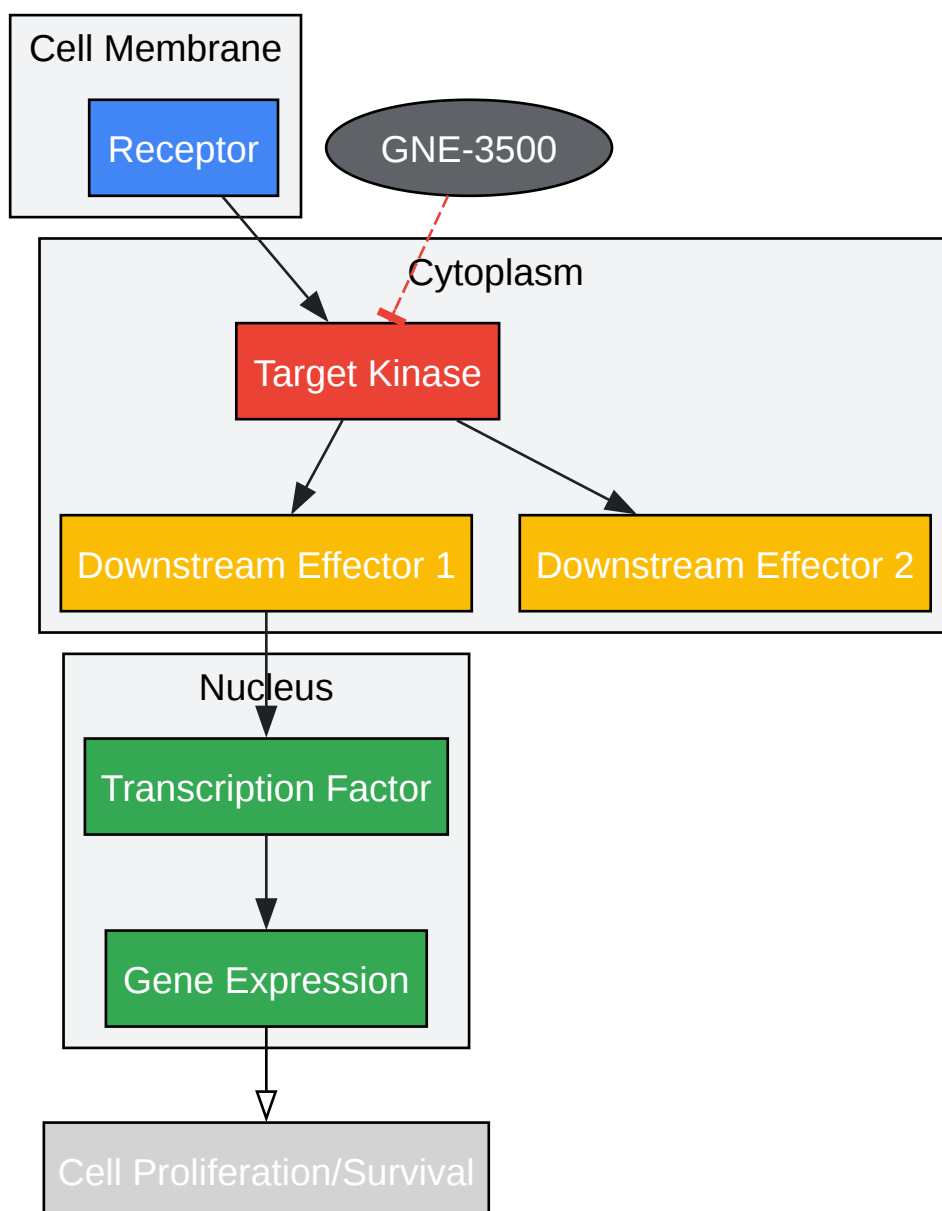 Cell Membrane
Receptor
GNE-3500
Cytoplasm
Target Kinase
Downstream Effector 1
Downstream Effector 2
Nucleus
Transcription Factor
Gene Expression
Cell Proliferation/Survival